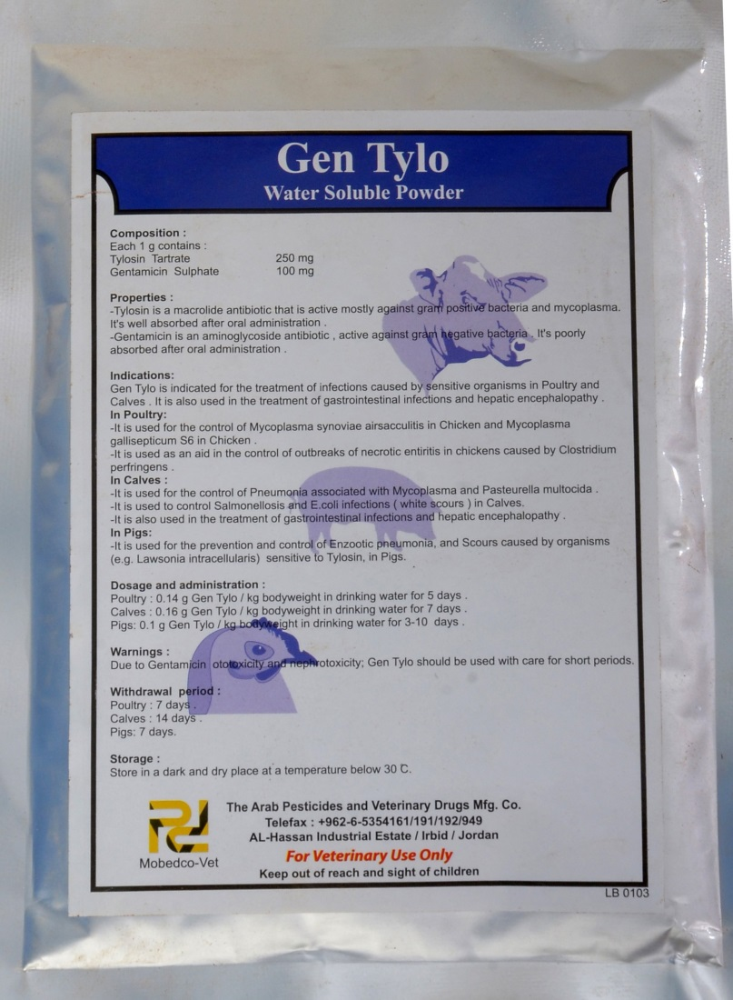 Gen Tylo
Water Soluble Powder
Composition :
Each 1 g contains :
Tylosin Tartrate 250 mg
Gentamicin Sulphate 100 mg
Properties :
-Tylosin is a macrolide antibiotic that is active mostly against gram positive bacteria and mycoplasma.
It's well absorbed after oral administration .
-Gentamicin is an aminoglycoside antibiotic , active against gram negative bacteria . It's poorly
absorbed after oral administration .
Indications:
Gen Tylo is indicated for the treatment of infections caused by sensitive organisms in Poultry and
Calves . It is also used in the treatment of gastrointestinal infections and hepatic encephalopathy .
In Poultry:
-It is used for the control of Mycoplasma synoviae airsacculitis in Chicken and Mycoplasma
gallisepticum S6 in Chicken .
-It is used as an aid in the control of outbreaks of necrotic entiritis in chickens caused by Clostridium
perfringens .
In Calves :
-It is used for the control of Pneumonia associated with Mycoplasma and Pasteurella multocida .
-It is used to control Salmonellosis and E.coli infections ( white scours ) in Calves.
-It is also used in the treatment of gastrointestinal infections and hepatic encephalopathy .
In Pigs:
-It is used for the prevention and control of Enzootic pneumonia, and Scours caused by organisms
(e.g. Lawsonia intracellularis) sensitive to Tylosin, in Pigs.
Dosage and administration :
Poultry : 0.14 g Gen Tylo / kg bodyweight in drinking water for 5 days .
Calves : 0.16 g Gen Tylo / kg bodyweight in drinking water for 7 days .
Pigs: 0.1 g Gen Tylo / kg bodyweight in drinking water for 3-10 days .
Warnings :
Due to Gentamicin ototoxicity and nephrotoxicity; Gen Tylo should be used with care for short periods.
Withdrawal period :
Poultry : 7 days .
Calves : 14 days .
Pigs: 7 days.
Storage :
Store in a dark and dry place at a temperature below 30 C.
The Arab Pesticides and Veterinary Drugs Mfg. Co.
Telefax : +962-6-5354161/191/192/949
AL-Hassan Industrial Estate / Irbid / Jordan
Mobedco-Vet
For Veterinary Use Only
Keep out of reach and sight of children
LB 0103